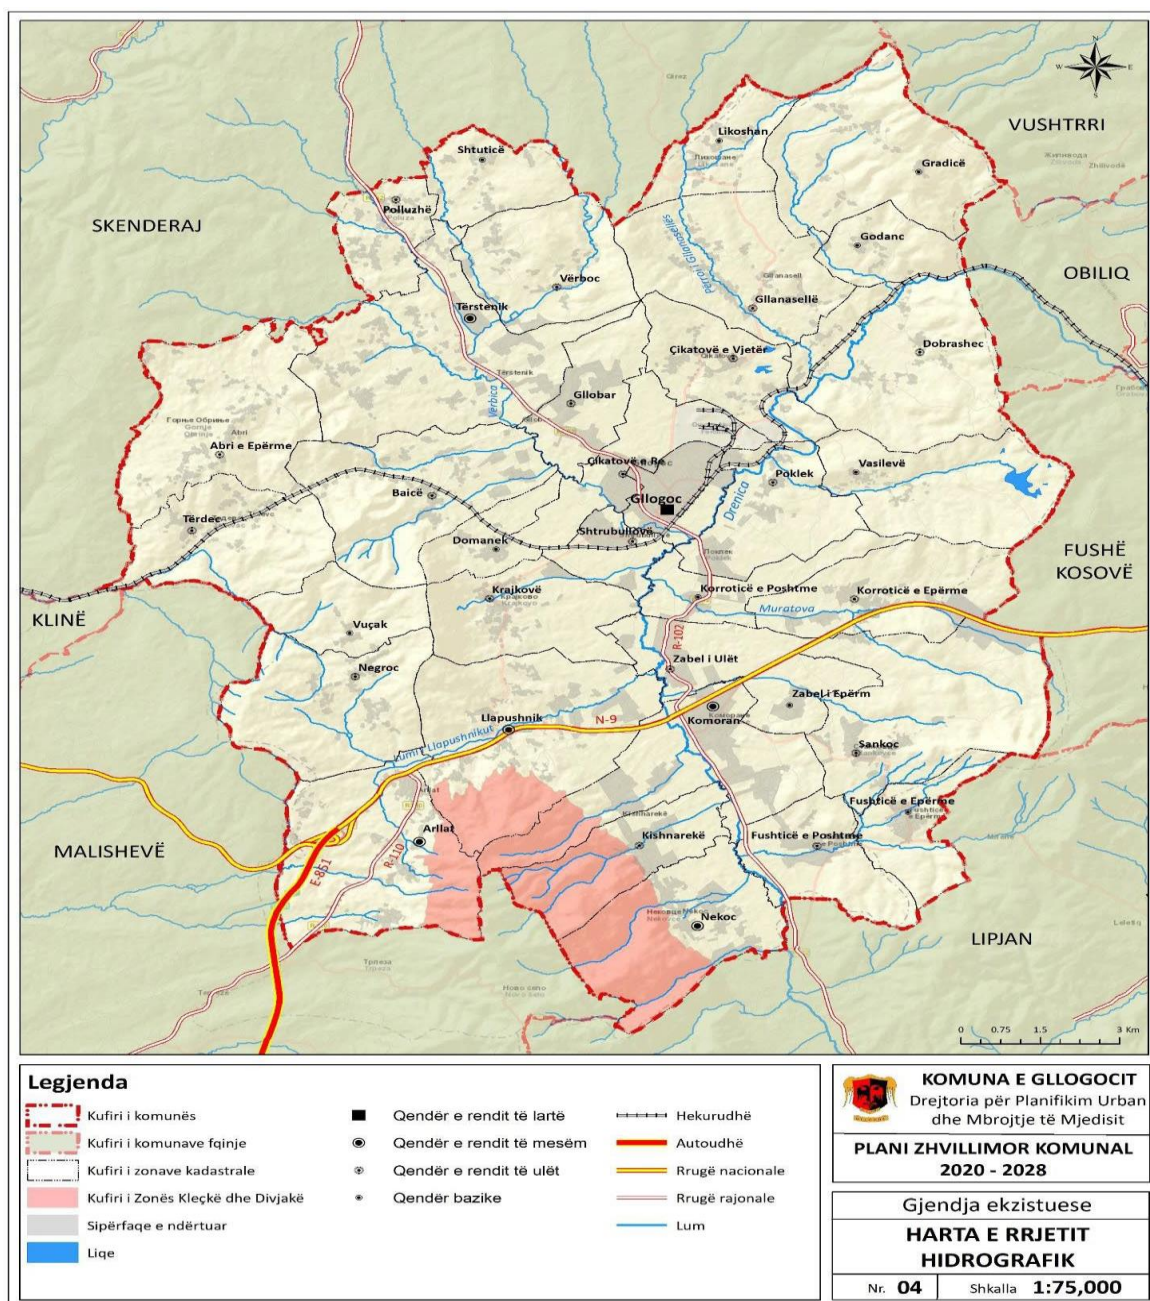 VUSHTRRI
SKENDERAJ
OBILIQ
FUSHË
KOSOVË
KLINË
MALISHEVË
LIPJAN
N
W
E
S
Likoshan
Gradicë
Shtuticë
Polluzhë
Godanc
Vërboc
Gllanasellë
Përroi i Gllanasellës
Tërstenik
Çikatovë e Vjetër
Dobrashec
Vërbica
Gllobar
Abri e Epërme
Çikatovë e Re
Poklek
Vasilevë
Baicë
Gllogoc
Drenica
Tërdec
Shtrubullovë
Domanek
Krajkovë
Korroticë e Poshtme
Korroticë e Epërme
Muratova
Vuçak
R-102
Negroc
Zabel i Ulët
Zabel i Epërm
Llapushnik
N-9
Komoran
Lumi i Llapushnikut
Sankoc
Fushticë e Epërme
Arllat
Kishnarekë
Fushticë e Poshtme
R-110
E-851
Nekoc
0 0.75 1.5 3 Km
Legjenda
Kufiri i komunës
Kufiri i komunave fqinje
Kufiri i zonave kadastrale
Kufiri i Zonës Kleçkë dhe Divjakë
Sipërfaqe e ndërtuar
Liqe
Qendër e rendit të lartë
Qendër e rendit të mesëm
Qendër e rendit të ulët
Qendër bazike
Hekurudhë
Autoudhë
Rrugë nacionale
Rrugë rajonale
Lum
KOMUNA E GLLOGOCIT
Drejtoria për Planifikim Urban
dhe Mbrojtje të Mjedisit
PLANI ZHVILLIMOR KOMUNAL
2020 - 2028
Gjendja ekzistuese
HARTA E RRJETIT
HIDROGRAFIK
Nr. 04 Shkalla 1:75,000